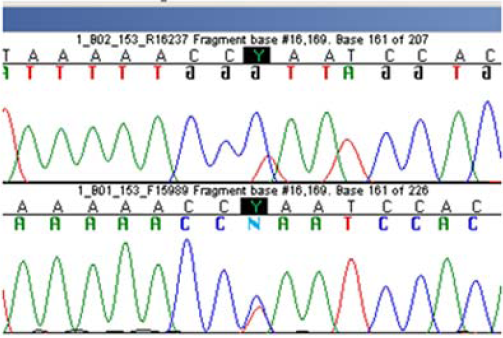 1_B02_153_R16237 Fragment base #16,169. Base 161 of 207
T A A A A A C C Y A A T C C A C
A T T T T T G G G T T A G G T G
1_B01_153_F15989 Fragment base #16,169. Base 161 of 226
A A A A A C C Y A A T C C A C
A A A A A C C N A A T C C A C